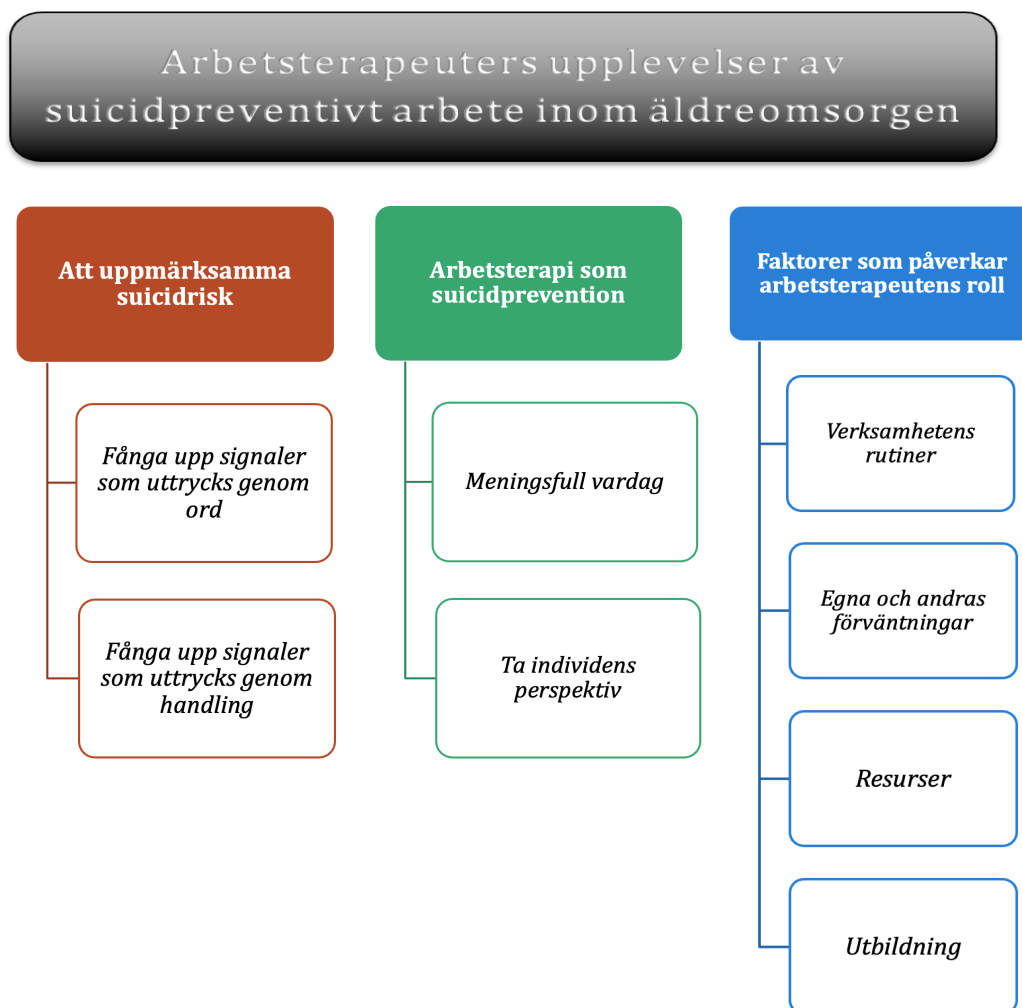 Arbetsterapeuters upplevelser av
suicidpreventivt arbete inom äldreomsorgen
Att uppmärksamma
suicidrisk
Fånga upp signaler
som uttrycks genom
ord
Fånga upp signaler
som uttrycks genom
handling
Arbetsterapi som
suicidprevention
Meningsfull vardag
Ta individens
perspektiv
Faktorer som påverkar
arbetsterapeutens roll
Verksamhetens
rutiner
Egna och andras
förväntningar
Resurser
Utbildning